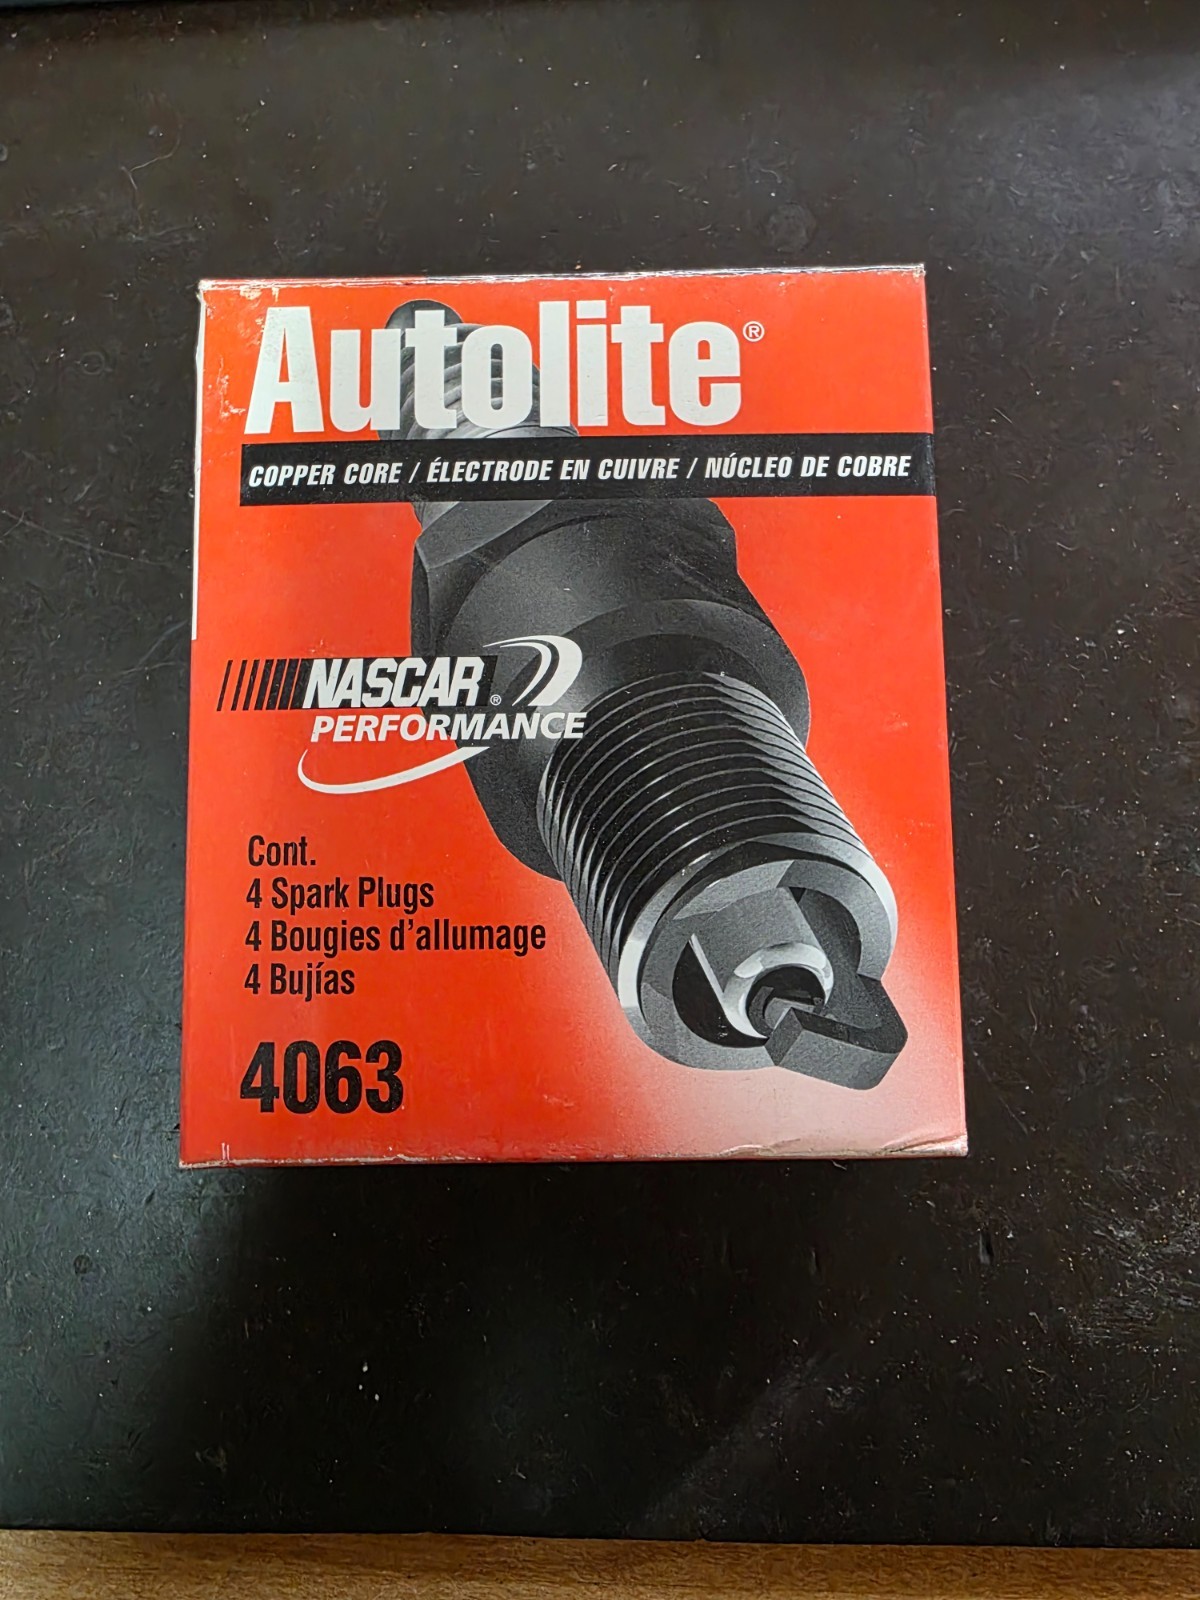 Autolite®
COPPER CORE / ÉLECTRODE EN CUIVRE / NÚCLEO DE COBRE
NASCAR®
PERFORMANCE
Cont.
4 Spark Plugs
4 Bougies d'allumage
4 Bujías
4063